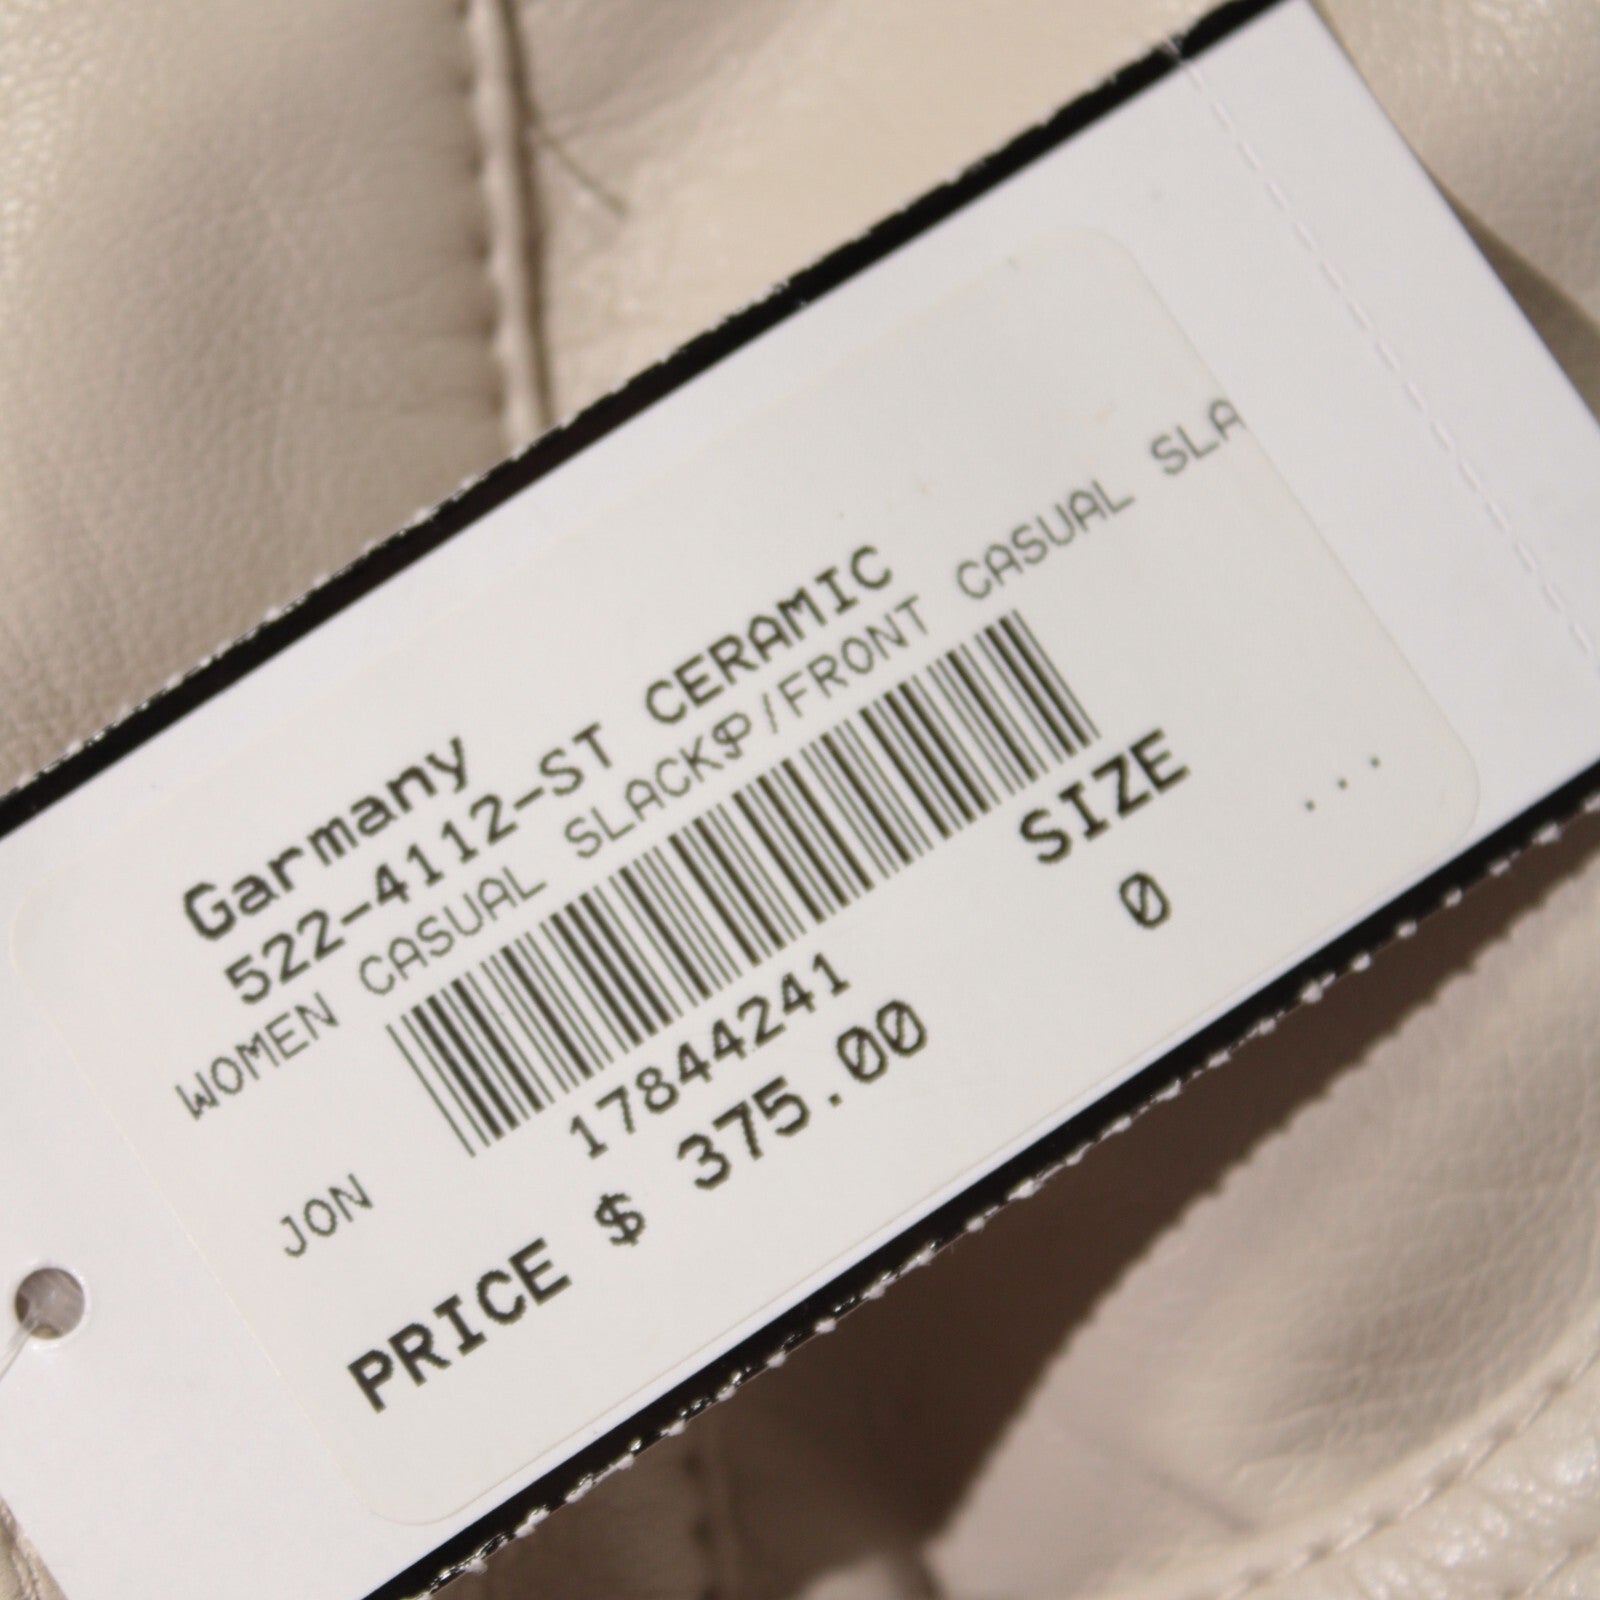 Garmany
522-4112-ST CERAMIC
WOMEN CASUAL SLACKS P/FRONT CASUAL SLA
17844241
JON
PRICE $ 375.00
SIZE
0
...